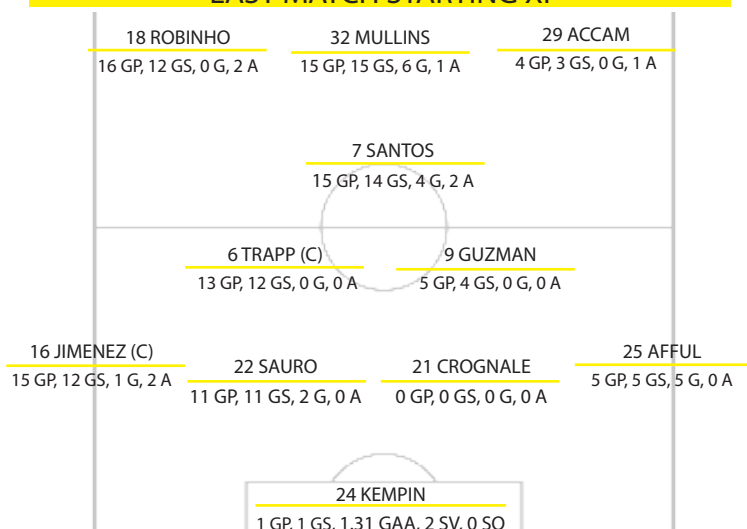 LAST MATCH STARTING XI
18 ROBINHO
16 GP, 12 GS, 0 G, 2 A
32 MULLINS
15 GP, 15 GS, 6 G, 1 A
29 ACCAM
4 GP, 3 GS, 0 G, 1 A
7 SANTOS
15 GP, 14 GS, 4 G, 2 A
6 TRAPP (C)
13 GP, 12 GS, 0 G, 0 A
9 GUZMAN
5 GP, 4 GS, 0 G, 0 A
16 JIMENEZ (C)
15 GP, 12 GS, 1 G, 2 A
22 SAURO
11 GP, 11 GS, 2 G, 0 A
21 CROGNALE
0 GP, 0 GS, 0 G, 0 A
25 AFFUL
5 GP, 5 GS, 5 G, 0 A
24 KEMPIN
1 GP, 1 GS, 1.31 GAA, 2 SV, 0 SO